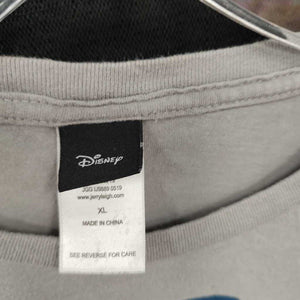 Disney
www.jerryleigh.com
XL
MADE IN CHINA
SEE REVERSE FOR CARE